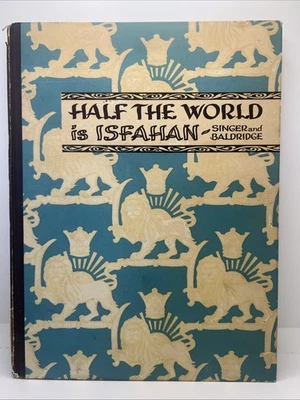 HALF THE WORLD
is ISFAHAN - SINGER and
BALDRIDGE